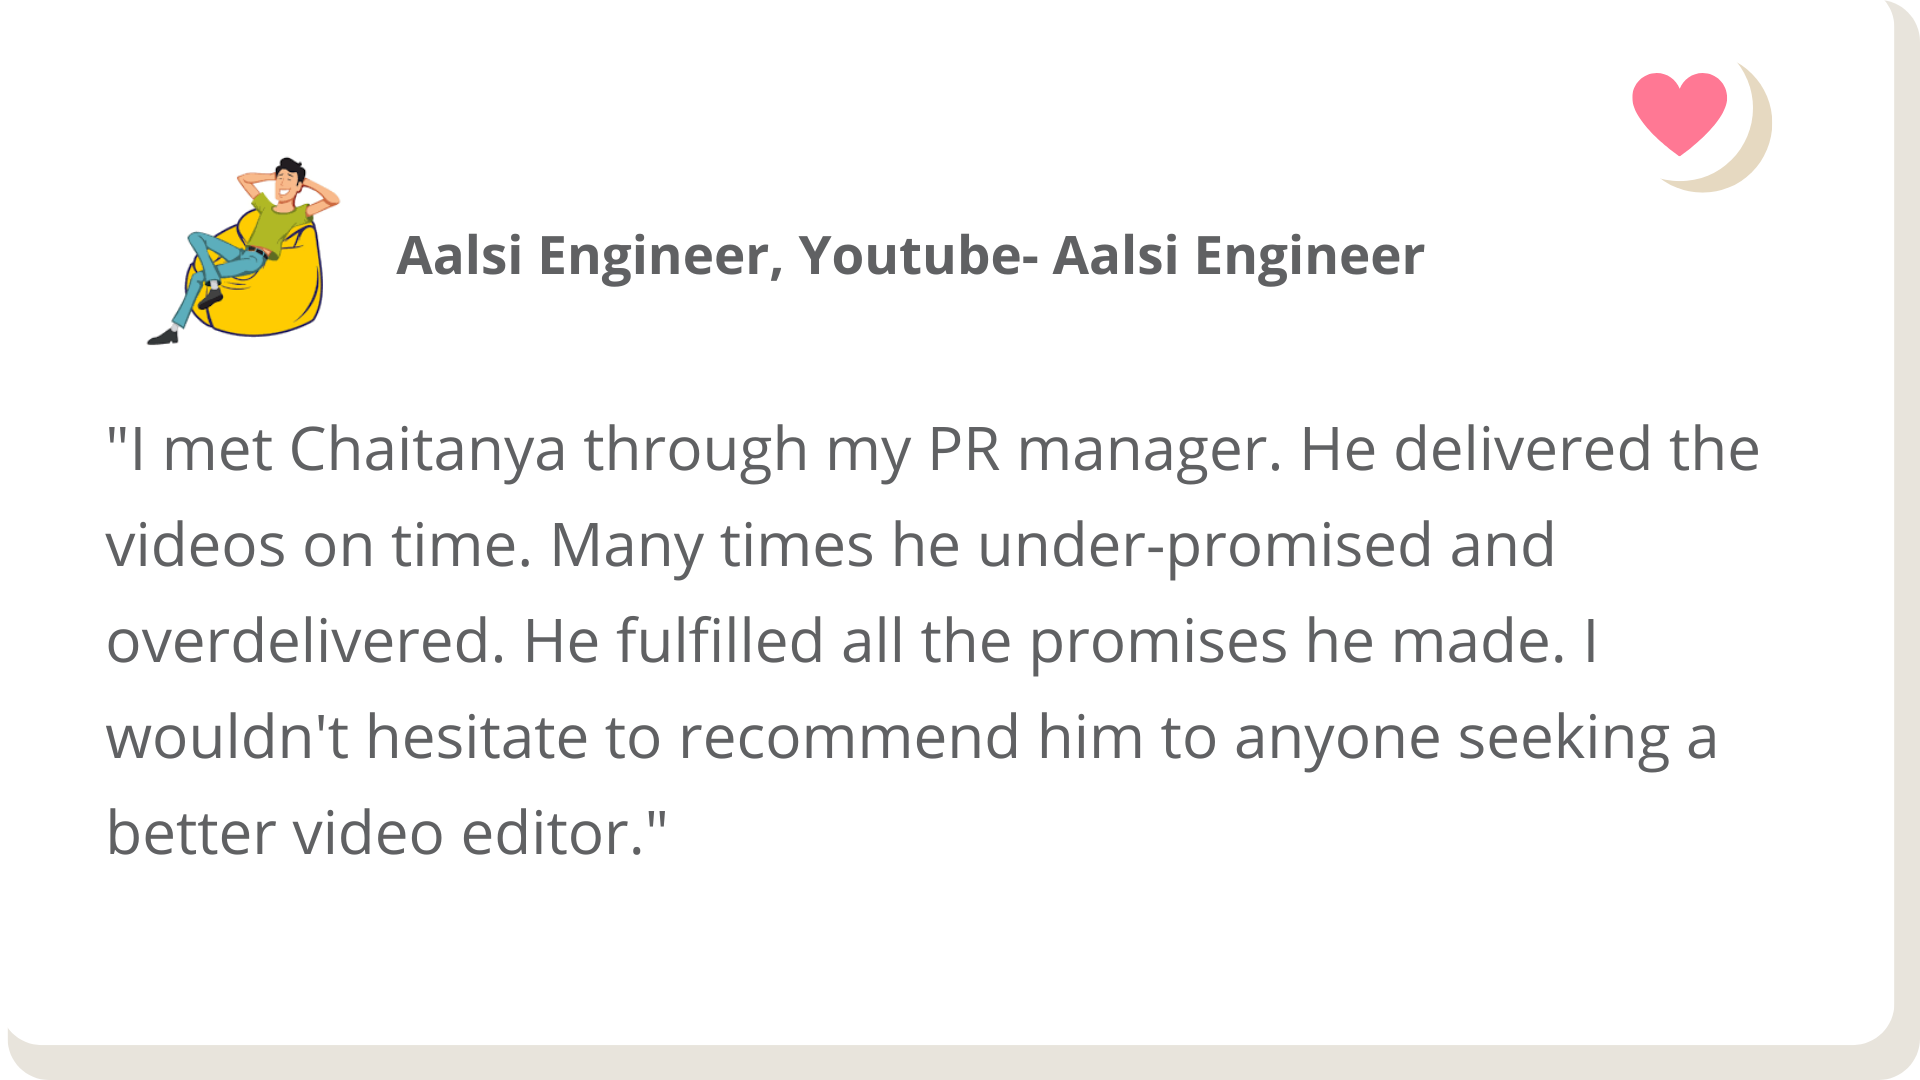 Aalsi Engineer, Youtube- Aalsi Engineer
"I met Chaitanya through my PR manager. He delivered the
videos on time. Many times he under-promised and
overdelivered. He fulfilled all the promises he made. I
wouldn't hesitate to recommend him to anyone seeking a
better video editor."